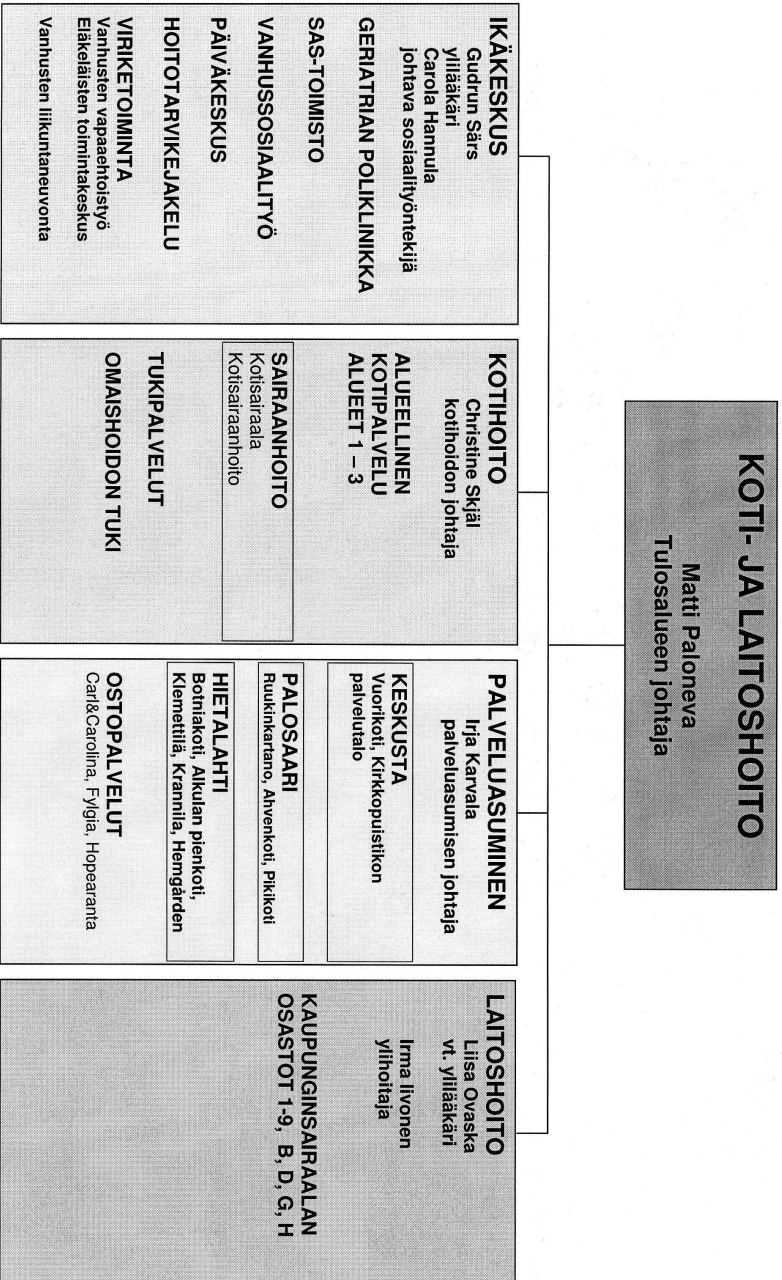 KOTI- JA LAITOSHOITO
Matti Paloneva
Tulosalueen johtaja
IKÄKESKUS
Gudrun Särs
ylilääkäri
Carola Hannula
johtava sosiaalityöntekijä
GERIATRIAN POLIKLINIKKA
SAS-TOIMISTO
VANHUSSOSIAALITYÖ
PÄIVÄKESKUS
HOITOTARVIKEJAKELU
VIRIKETOIMINTA
Vanhusten vapaaehtoistyö
Eläkeläisten toimintakeskus
Vanhusten liikuntaneuvonta
KOTIHOITO
Christine Skjäl
kotihoidon johtaja
ALUEELLINEN
KOTIPALVELU
ALUEET 1 – 3
SAIRAANHOITO
Kotisairaala
Kotisairaanhoito
TUKIPALVELUT
OMAISHOIDON TUKI
PALVELUASUMINEN
Irja Karvala
palveluasumisen johtaja
KESKUSTA
Vuorikoti, Kirkkopuistikon
palvelutalo
PALOSAARI
Ruukinkartano, Ahvenkoti, Pikikoti
HIETALAHTI
Botniakoti, Alkulan pienkoti,
Klemettilä, Krannila, Hemgården
OSTOPALVELUT
Carl&Carolina, Fylgia, Hopearanta
LAITOSHOITO
Liisa Ovaska
vt. ylilääkäri
Irma Iivonen
ylihoitaja
KAUPUNGINSAIRAALAN
OSASTOT 1-9, B, D, G, H